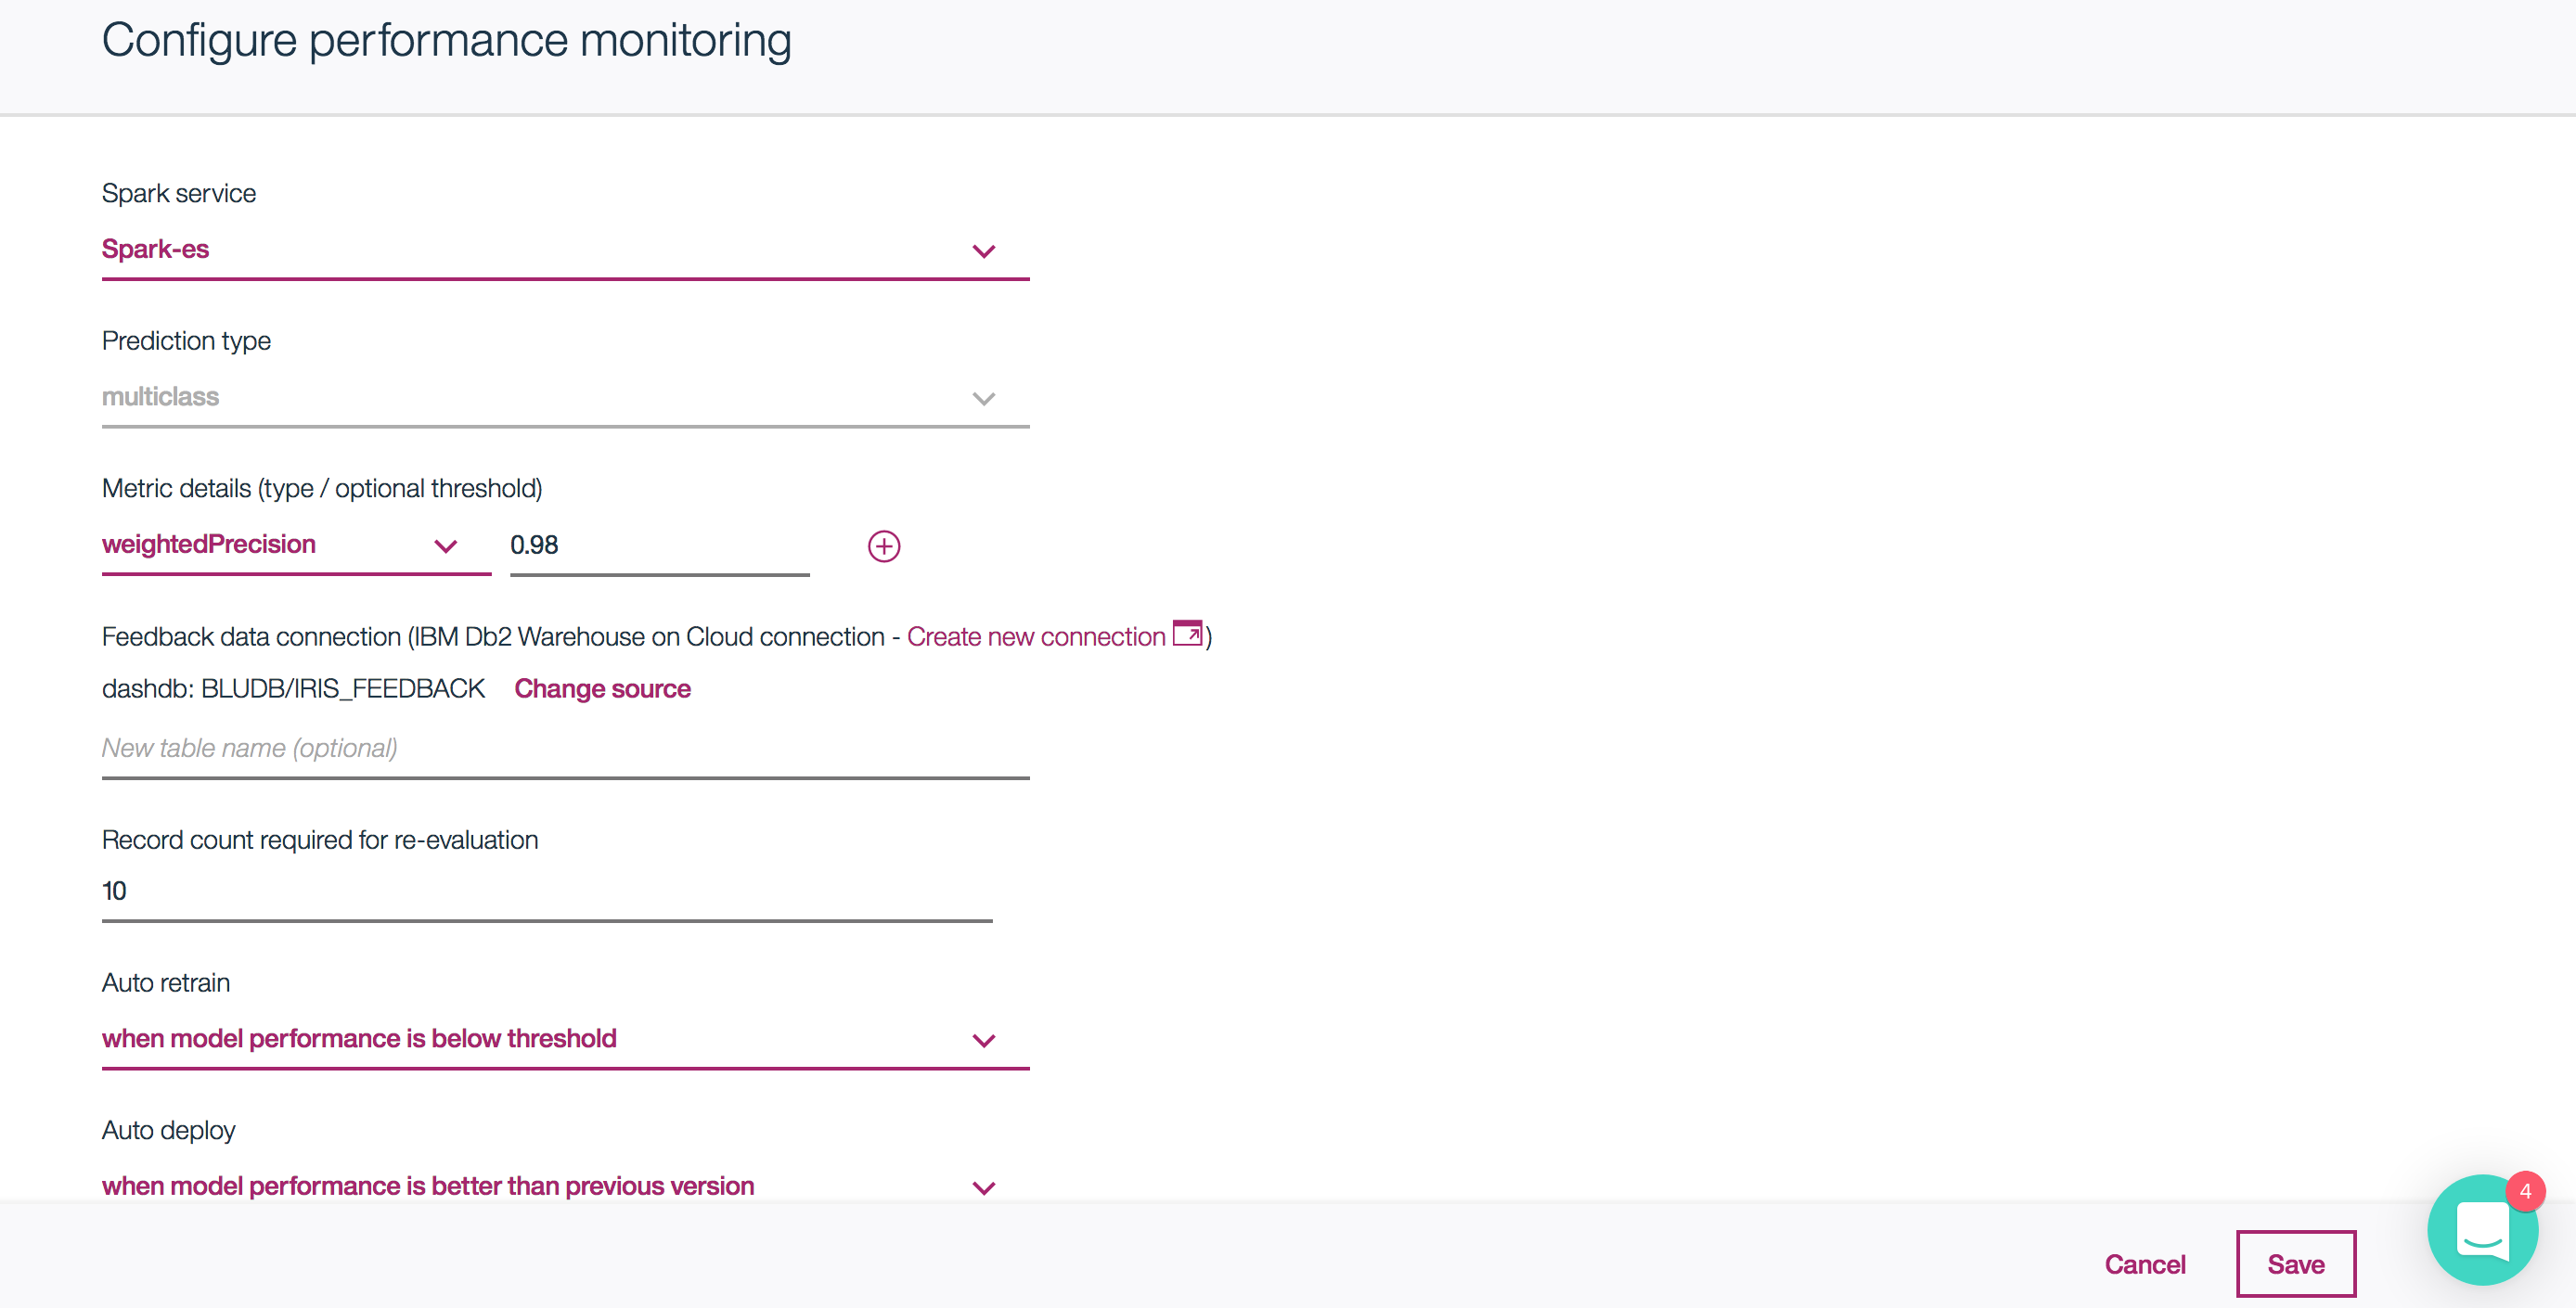 Configure performance monitoring
Spark service
Spark-es
Prediction type
multiclass
Metric details (type / optional threshold)
weightedPrecision 0.98
Feedback data connection (IBM Db2 Warehouse on Cloud connection - Create new connection )
dashdb: BLUDB/IRIS_FEEDBACK Change source
New table name (optional)
Record count required for re-evaluation
10
Auto retrain
when model performance is below threshold
Auto deploy
when model performance is better than previous version
4
Cancel Save